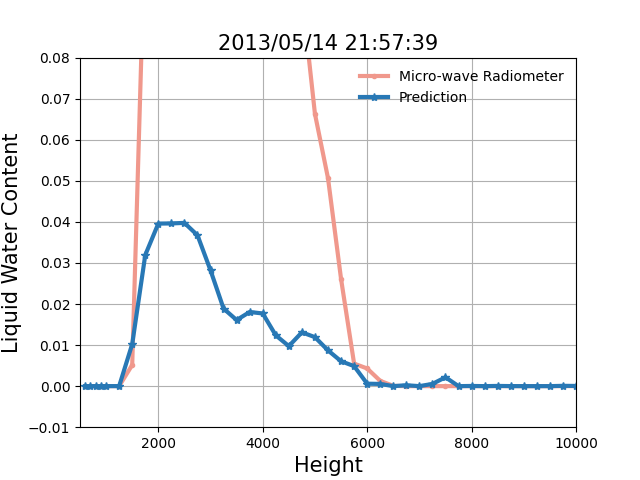 2013/05/14 21:57:39
0.08
0.07
0.06
0.05
0.04
0.03
0.02
0.01
0.00
−0.01
Liquid Water Content
Micro-wave Radiometer
Prediction
2000 4000 6000 8000 10000
Height